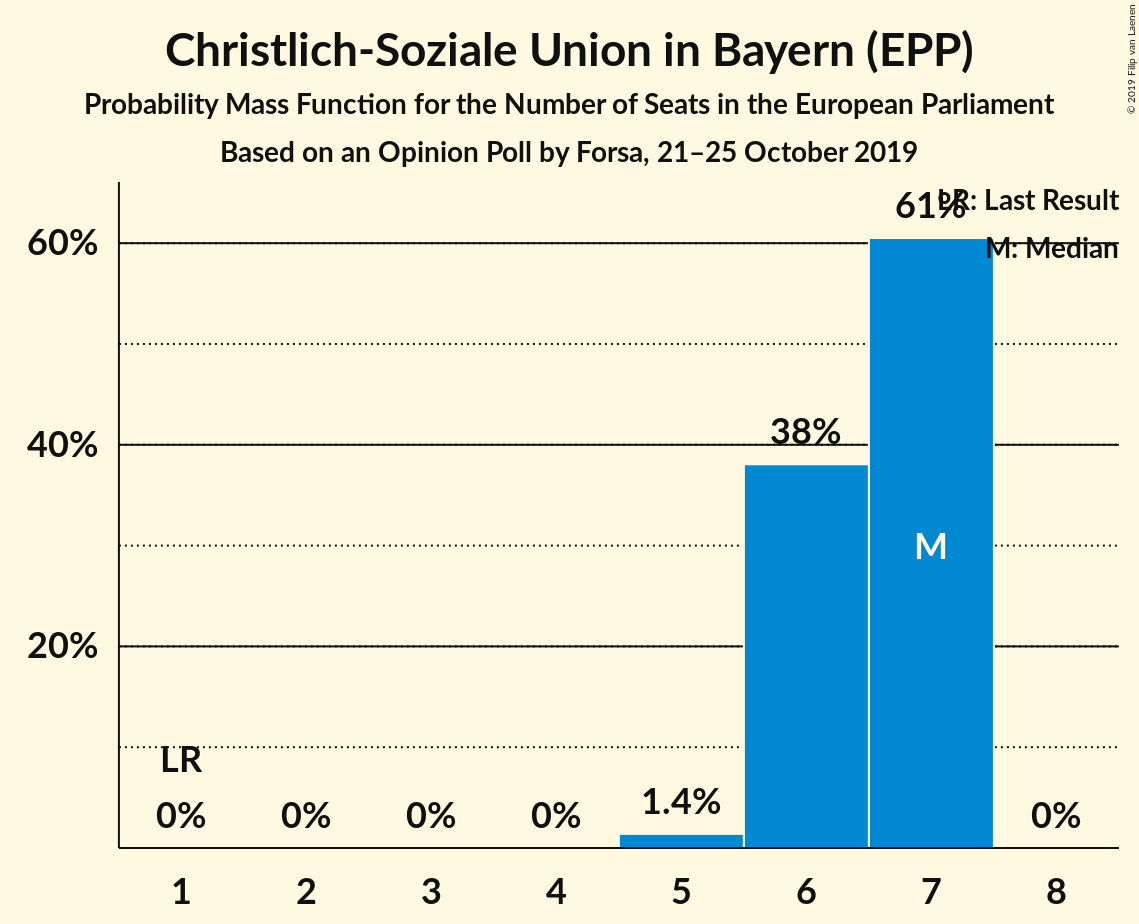 Christlich-Soziale Union in Bayern (EPP)
Probability Mass Function for the Number of Seats in the European Parliament
Based on an Opinion Poll by Forsa, 21–25 October 2019
© 2019 Filip van Laenen
LR: Last Result
M: Median
61%
60%
38%
40%
M
20%
LR
0%
0%
0%
0%
1.4%
0%
1
2
3
4
5
6
7
8